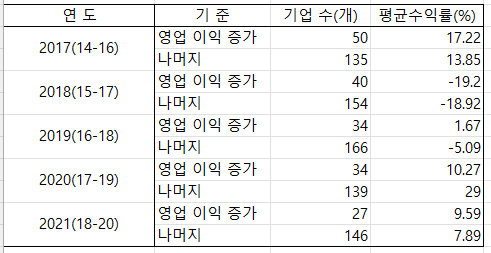 연 도 기 준 기업 수(개) 평균수익률(%)
2017(14-16) 영업 이익 증가 50 17.22
나머지 135 13.85
2018(15-17) 영업 이익 증가 40 -19.2
나머지 154 -18.92
2019(16-18) 영업 이익 증가 34 1.67
나머지 166 -5.09
2020(17-19) 영업 이익 증가 34 10.27
나머지 139 29
2021(18-20) 영업 이익 증가 27 9.59
나머지 146 7.89